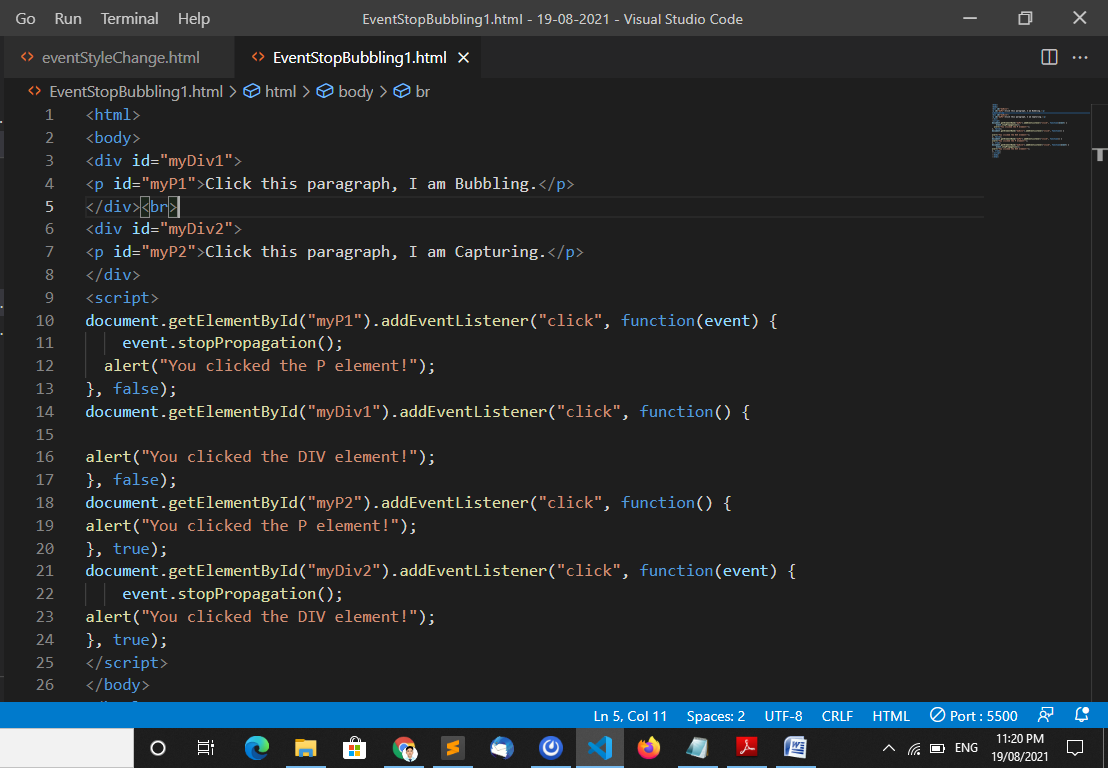 Go Run Terminal Help EventStopBubbling1.html - 19-08-2021 - Visual Studio Code
eventStyleChange.html EventStopBubbling1.html
EventStopBubbling1.html > html > body > br
1 <html>
2 <body>
3 <div id="myDiv1">
4 <p id="myP1">Click this paragraph, I am Bubbling.</p>
5 </div><br>
6 <div id="myDiv2">
7 <p id="myP2">Click this paragraph, I am Capturing.</p>
8 </div>
9 <script>
10 document.getElementById("myP1").addEventListener("click", function(event) {
11 event.stopPropagation();
12 alert("You clicked the P element!");
13 }, false);
14 document.getElementById("myDiv1").addEventListener("click", function() {
15
16 alert("You clicked the DIV element!");
17 }, false);
18 document.getElementById("myP2").addEventListener("click", function() {
19 alert("You clicked the P element!");
20 }, true);
21 document.getElementById("myDiv2").addEventListener("click", function(event) {
22 event.stopPropagation();
23 alert("You clicked the DIV element!");
24 }, true);
25 </script>
26 </body>
Ln 5, Col 11 Spaces: 2 UTF-8 CRLF HTML Port : 5500
ENG 11:20 PM
19/08/2021